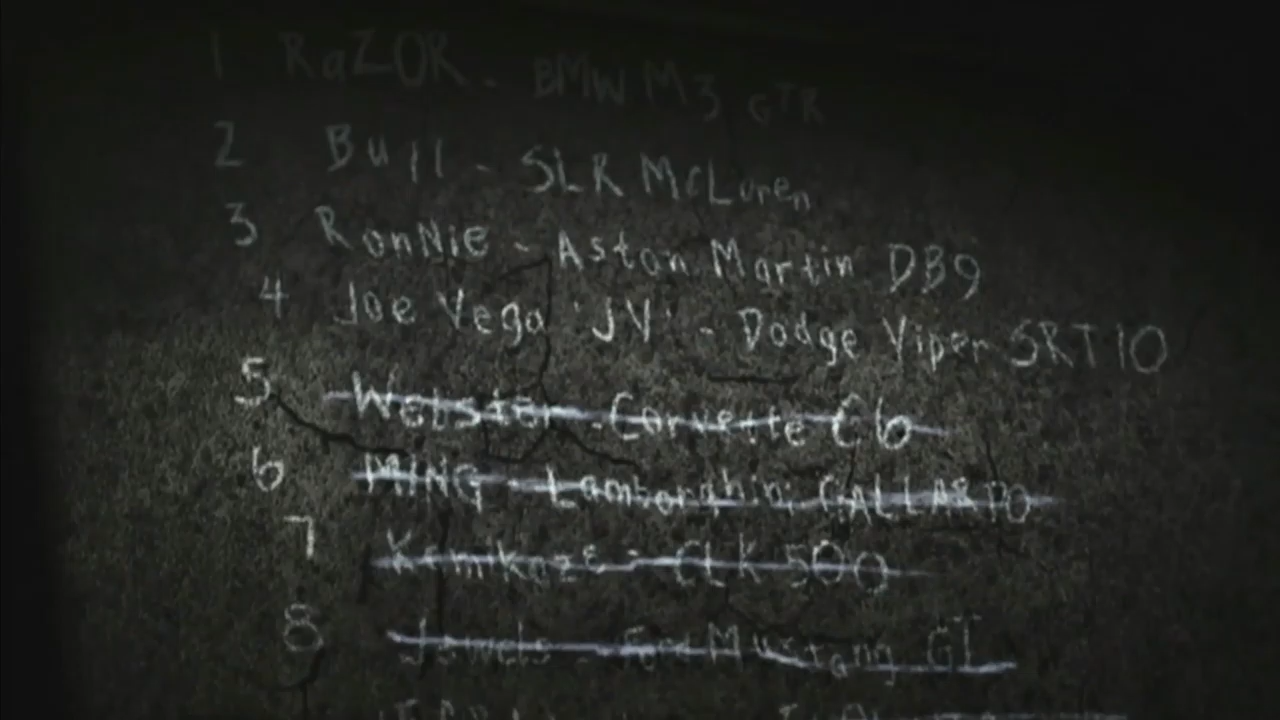 1 RaZOR - BMW M3 GTR
2 Bull - SLR McLaren
3 RonNie - Aston Martin DB9
4 Joe Vega 'JV' - Dodge Viper SRT10
5 Webster - Corvette C6
6 MING - Lamborghini GALLARDO
7 Kamikaze - CLK 500
8 Jewels - Ford Mustang GT